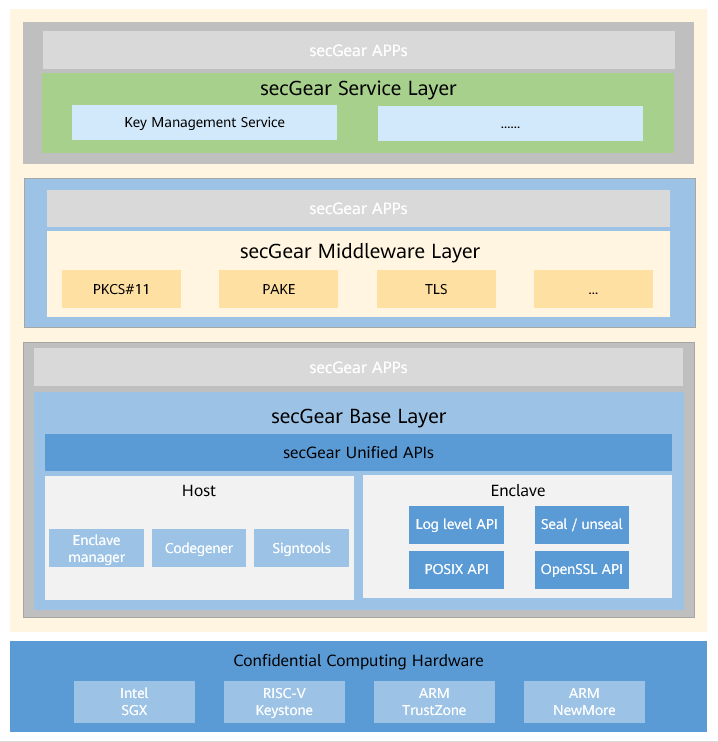 secGear APPs
secGear Service Layer
Key Management Service
......
secGear APPs
secGear Middleware Layer
PKCS#11
PAKE
TLS
...
secGear APPs
secGear Base Layer
secGear Unified APIs
Host
Enclave
manager
Codegener
Signtools
Enclave
Log level API
Seal / unseal
POSIX API
OpenSSL API
Confidential Computing Hardware
Intel
SGX
RISC-V
Keystone
ARM
TrustZone
ARM
NewMore